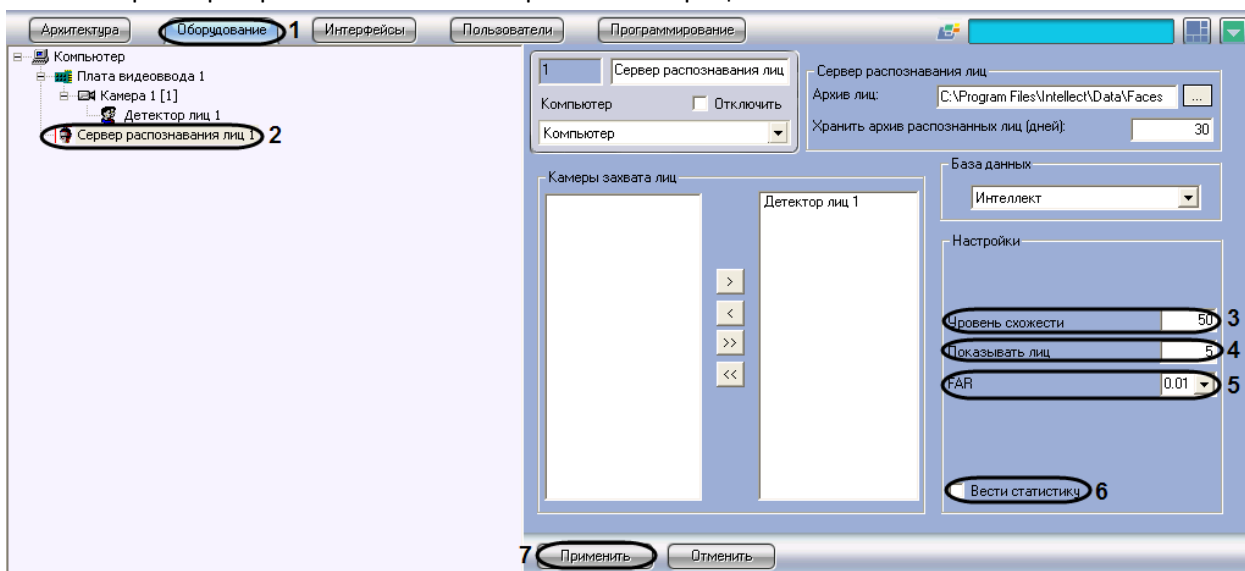 Архитектура Оборудование 1 Интерфейсы Пользователи Программирование
Компьютер
Плата видеоввода 1
Камера 1 [1]
Детектор лиц 1
Сервер распознавания лиц 1 2
1 Сервер распознавания лиц
Компьютер Отключить
Компьютер
Сервер распознавания лиц
Архив лиц: C:\Program Files\Intellect\Data\Faces ...
Хранить архив распознанных лиц (дней): 30
Камеры захвата лиц
Детектор лиц 1
>
<
>>
<<
База данных
Интеллект
Настройки
Уровень схожести 50 3
Показывать лиц 5 4
FAR 0.01 5
Вести статистику 6
7 Применить Отменить